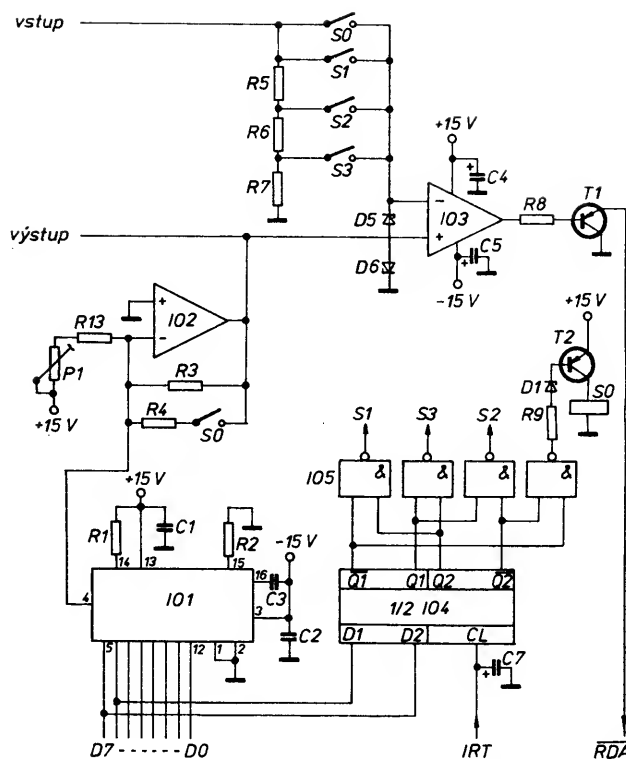 vstup
S0
S1
R5
S2
R6
+15 V
S3
C4
R7
R8
T1
−
IO3
D5
+
výstup
C5
D6
−15 V
+
IO2
−
+15 V
R13
T2
P1
R3
D1
S0
+15 V
R4
S0
S1
S3
S2
R9
+15 V
IO5
&
&
&
&
R1
C1
R2
−15 V
14
13
15
16
C3
4
IO1
3
C2
5
12
1
2
Q1
Q1
Q2
Q2
1/2 IO4
D1
D2
CL
C7
+
D7 - - - - - D0
IRT
RDA